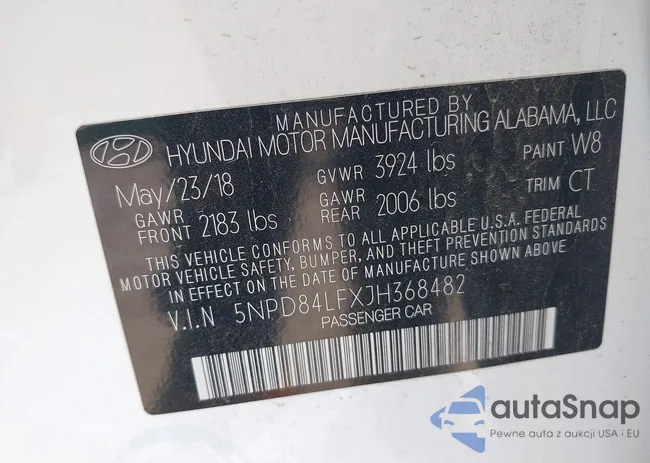 MANUFACTURED BY
HYUNDAI MOTOR MANUFACTURING ALABAMA, LLC
May/23/18 GVWR 3924 lbs PAINT W8
GAWR FRONT 2183 lbs GAWR REAR 2006 lbs TRIM CT
THIS VEHICLE CONFORMS TO ALL APPLICABLE U.S.A. FEDERAL
MOTOR VEHICLE SAFETY, BUMPER, AND THEFT PREVENTION STANDARDS
IN EFFECT ON THE DATE OF MANUFACTURE SHOWN ABOVE
V.I.N 5NPD84LFXJH368482
PASSENGER CAR
autaSnap
Pewne auta z aukcji USA i EU